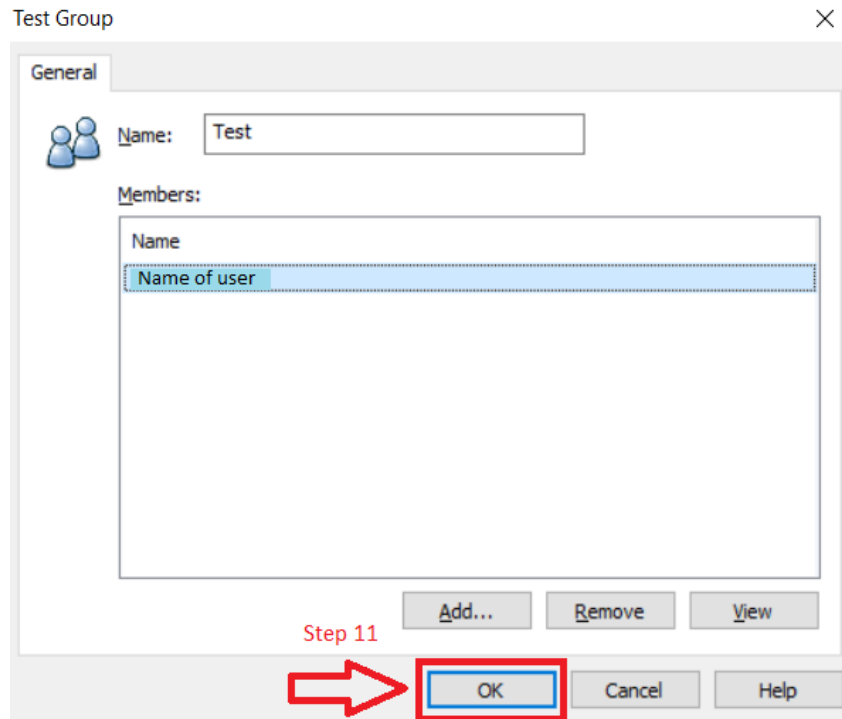 Test Group
General
Name: Test
Members:
Name
Name of user
Add... Remove View
Step 11
OK Cancel Help